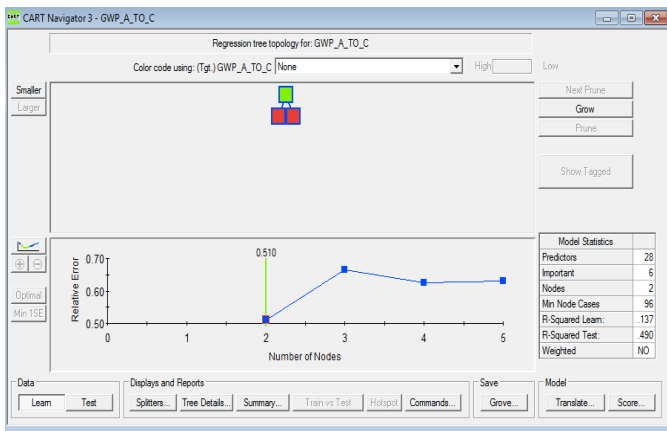 CART Navigator 3 - GWP_A_TO_C
Regression tree topology for: GWP_A_TO_C
Color code using: (Tgt.) GWP_A_TO_C None High Low
Smaller
Larger
Next Prune
Grow
Prune
Show Tagged
Optimal
Min 1SE
Relative Error
0.70
0.60
0.50
0.510
0 1 2 3 4 5
Number of Nodes
Model Statistics
Predictors 28
Important 6
Nodes 2
Min Node Cases 96
R-Squared Learn: .137
R-Squared Test: .490
Weighted NO
Data Displays and Reports Save Model
Learn Test Splitters... Tree Details... Summary... Train vs Test Hotspot Commands... Grove... Translate... Score...